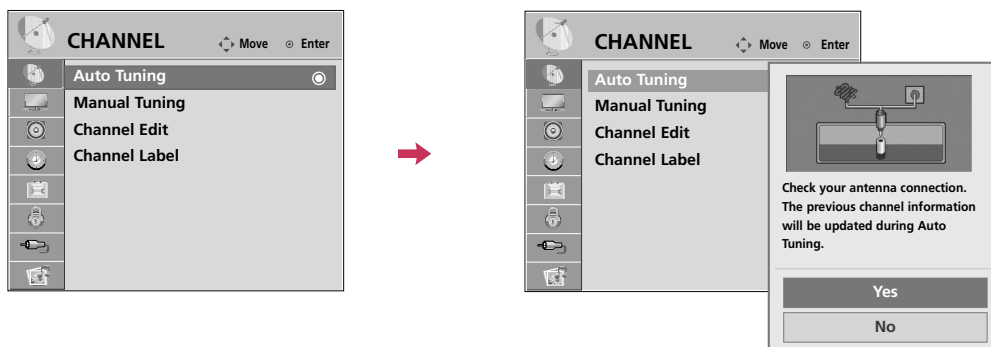 CHANNEL
Move
Enter
Auto Tuning
Manual Tuning
Channel Edit
Channel Label
CHANNEL
Move
Enter
Auto Tuning
Manual Tuning
Channel Edit
Channel Label
Check your antenna connection.
The previous channel information
will be updated during Auto
Tuning.
Yes
No